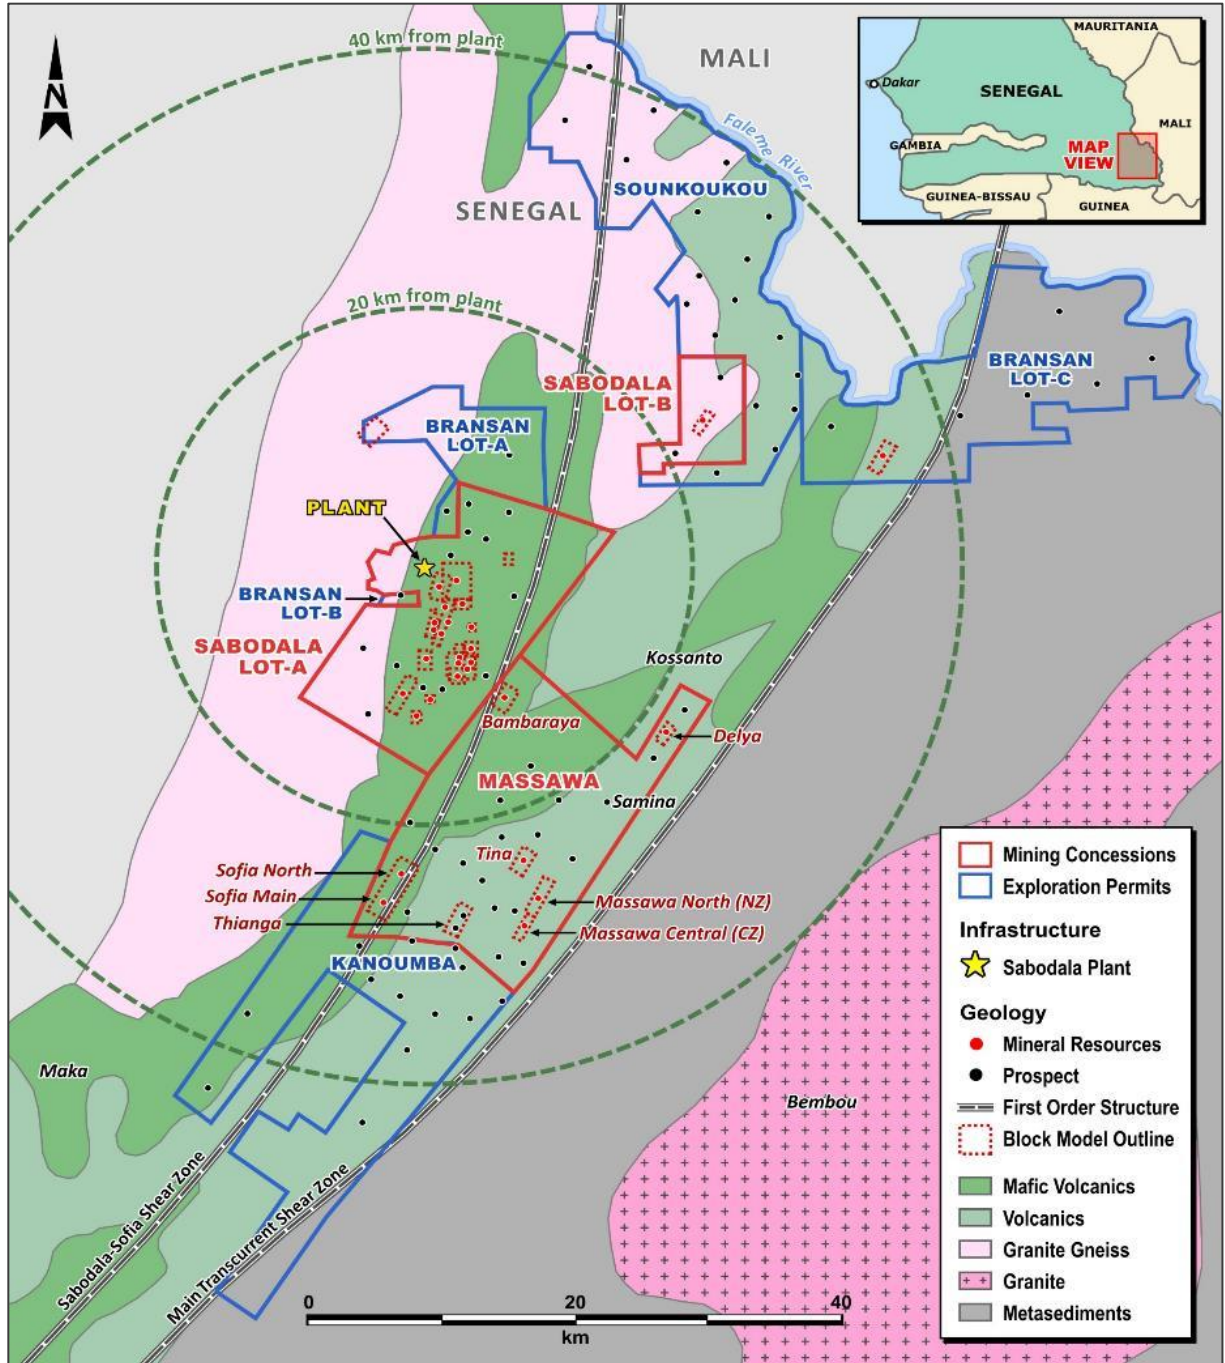 40 km from plant
MALI
N
Faleme River
SOUNKOUKOU
SENEGAL
20 km from plant
MAURITANIA
Dakar
SENEGAL
MALI
GAMBIA
MAP
VIEW
GUINEA-BISSAU
GUINEA
SABODALA
LOT-B
BRANSAN
LOT-C
BRANSAN
LOT-A
PLANT
BRANSAN
LOT-B
SABODALA
LOT-A
Kossanto
Bambaraya
Delya
MASSAWA
Samina
Tina
Sofia North
Sofia Main
Thianga
Massawa North (NZ)
Massawa Central (CZ)
KANOUMBA
Maka
Bembou
Sabodala-Sofia Shear Zone
Main Transcurrent Shear Zone
0 20 40
km
Mining Concessions
Exploration Permits
Infrastructure
Sabodala Plant
Geology
Mineral Resources
Prospect
First Order Structure
Block Model Outline
Mafic Volcanics
Volcanics
Granite Gneiss
Granite
Metasediments